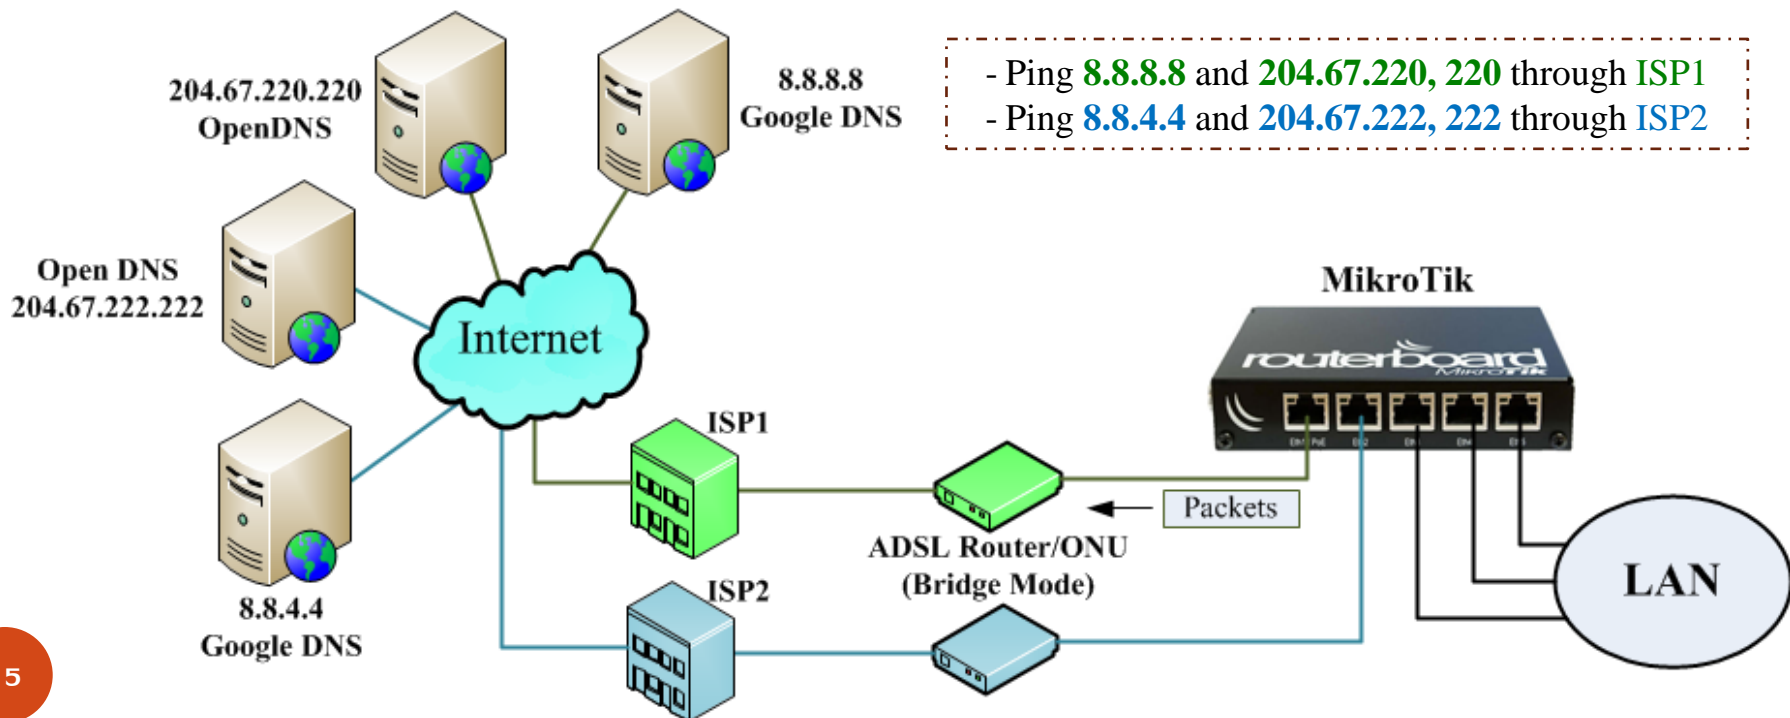 204.67.220.220
OpenDNS
8.8.8.8
Google DNS
- Ping 8.8.8.8 and 204.67.220, 220 through ISP1
- Ping 8.8.4.4 and 204.67.222, 222 through ISP2
Open DNS
204.67.222.222
Internet
MikroTik
routerboard
MikroTik
ISP1
Packets
ADSL Router/ONU
(Bridge Mode)
LAN
ISP2
8.8.4.4
Google DNS
5